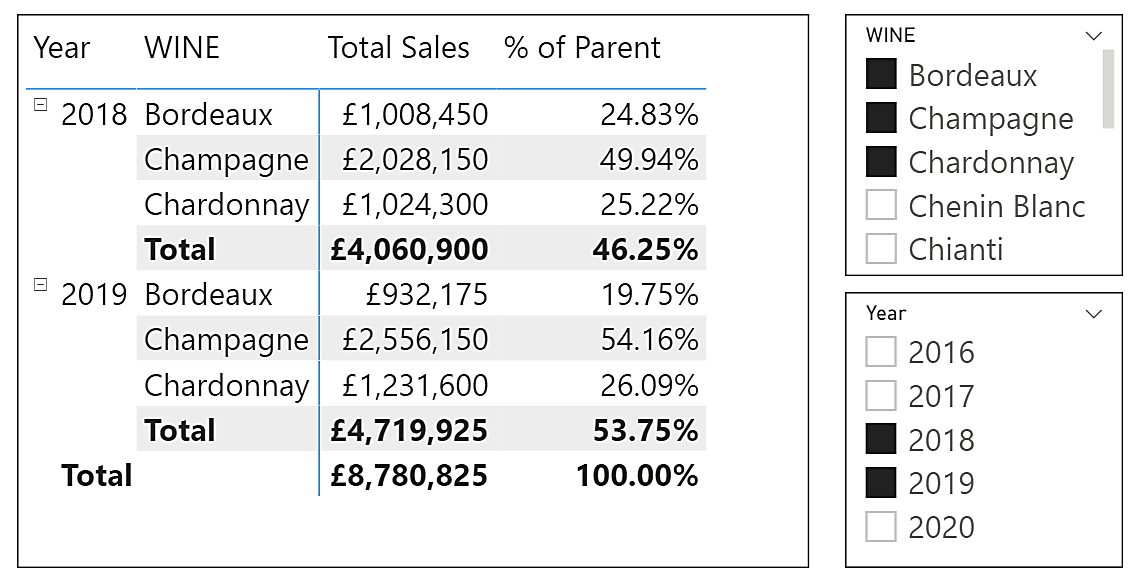 Year WINE Total Sales % of Parent
2018 Bordeaux £1,008,450 24.83%
Champagne £2,028,150 49.94%
Chardonnay £1,024,300 25.22%
Total £4,060,900 46.25%
2019 Bordeaux £932,175 19.75%
Champagne £2,556,150 54.16%
Chardonnay £1,231,600 26.09%
Total £4,719,925 53.75%
Total £8,780,825 100.00%
WINE
Bordeaux
Champagne
Chardonnay
Chenin Blanc
Chianti
Year
2016
2017
2018
2019
2020